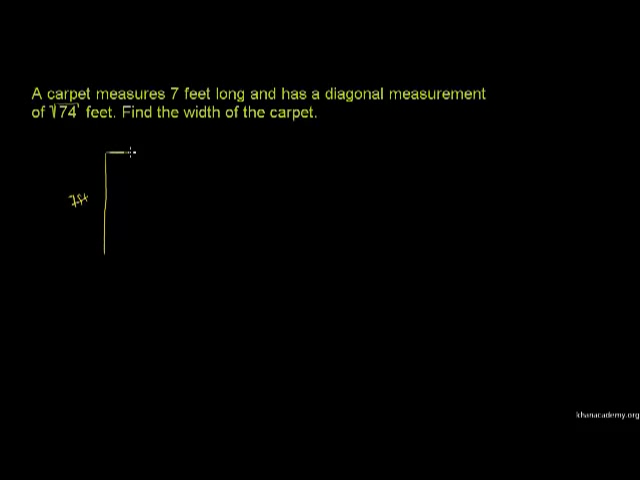 A carpet measures 7 feet long and has a diagonal measurement
of √74 feet. Find the width of the carpet.
7ft
khanacademy.org